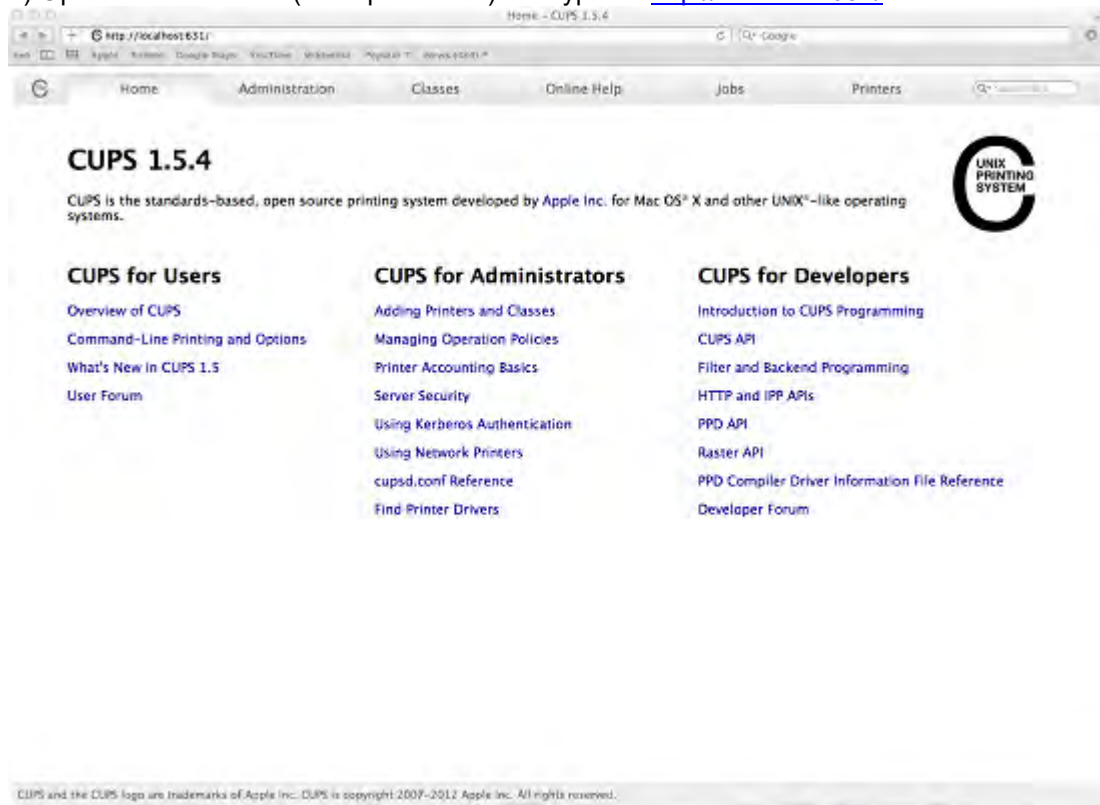 Home - CUPS 1.5.4
http://localhost:631/
Google
Apple
YouTube
Home Administration Classes Online Help Jobs Printers
CUPS 1.5.4
UNIX
PRINTING
SYSTEM
CUPS is the standards-based, open source printing system developed by Apple Inc. for Mac OS® X and other UNIX®-like operating
systems.
CUPS for Users
Overview of CUPS
Command-Line Printing and Options
What's New in CUPS 1.5
User Forum
CUPS for Administrators
Adding Printers and Classes
Managing Operation Policies
Printer Accounting Basics
Server Security
Using Kerberos Authentication
Using Network Printers
cupsd.conf Reference
Find Printer Drivers
CUPS for Developers
Introduction to CUPS Programming
CUPS API
Filter and Backend Programming
HTTP and IPP APIs
PPD API
Raster API
PPD Compiler Driver Information File Reference
Developer Forum
CUPS and the CUPS logo are trademarks of Apple Inc. CUPS is copyright 2007-2012 Apple Inc. All rights reserved.